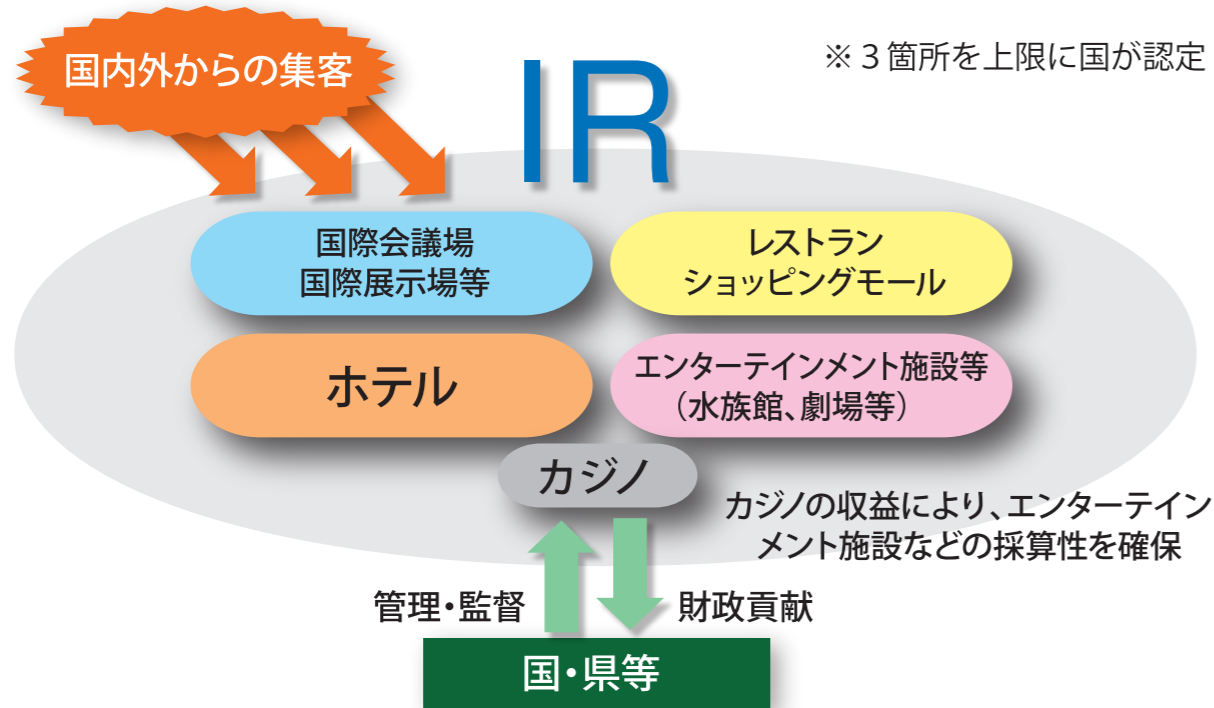 国内外からの集客
※３箇所を上限に国が認定
IR
国際会議場
国際展示場等
レストラン
ショッピングモール
ホテル
エンターテインメント施設等
（水族館、劇場等）
カジノ
カジノの収益により、エンターテイン
メント施設などの採算性を確保
管理・監督
財政貢献
国・県等